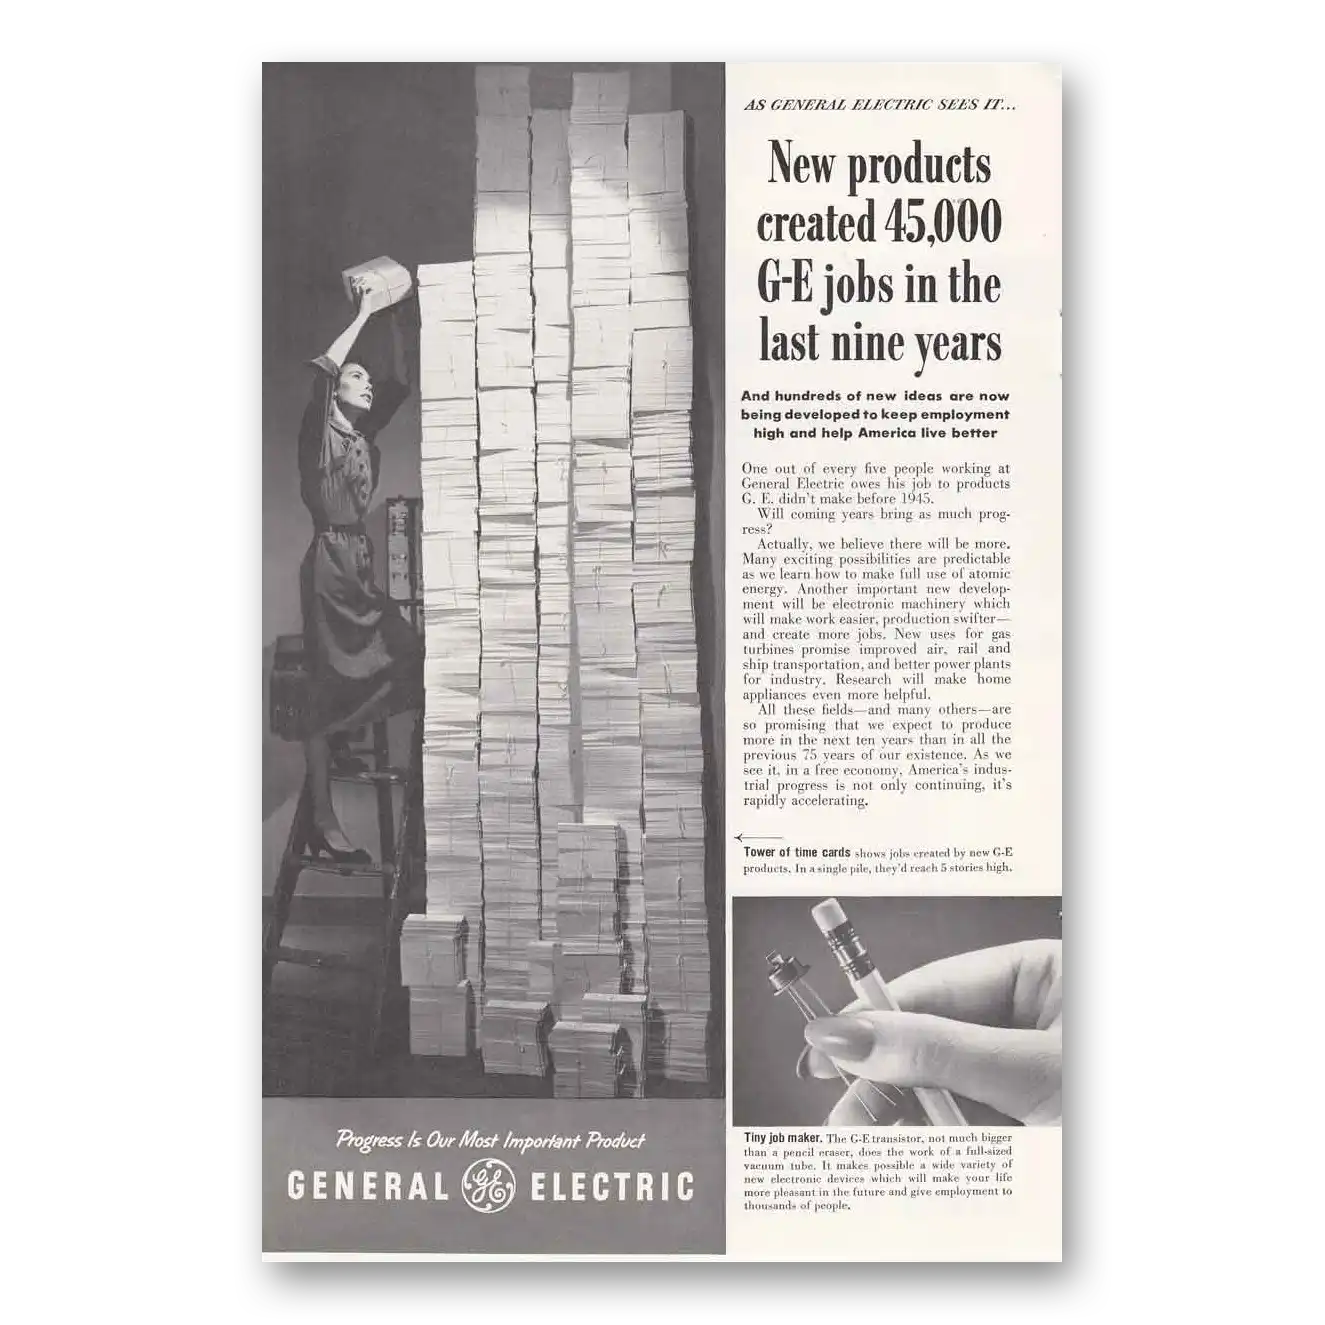 AS GENERAL ELECTRIC SEES IT...
New products
created 45,000
G-E jobs in the
last nine years
And hundreds of new ideas are now
being developed to keep employment
high and help America live better
One out of every five people working at
General Electric owes his job to products
G. E. didn't make before 1945.
Will coming years bring as much prog-
ress?
Actually, we believe there will be more.
Many exciting possibilities are predictable
as we learn how to make full use of atomic
energy. Another important new develop-
ment will be electronic machinery which
will make work easier, production swifter—
and create more jobs. New uses for gas
turbines promise improved air, rail and
ship transportation, and better power plants
for industry. Research will make home
appliances even more helpful.
All these fields—and many others—are
so promising that we expect to produce
more in the next ten years than in all the
previous 75 years of our existence. As we
see it, in a free economy, America's indus-
trial progress is not only continuing, it's
rapidly accelerating.
Tower of time cards shows jobs created by new G-E
products. In a single pile, they'd reach 5 stories high.
Tiny job maker. The G-E transistor, not much bigger
than a pencil eraser, does the work of a full-sized
vacuum tube. It makes possible a wide variety of
new electronic devices which will make your life
more pleasant in the future and give employment to
thousands of people.
Progress Is Our Most Important Product
GENERAL GE ELECTRIC